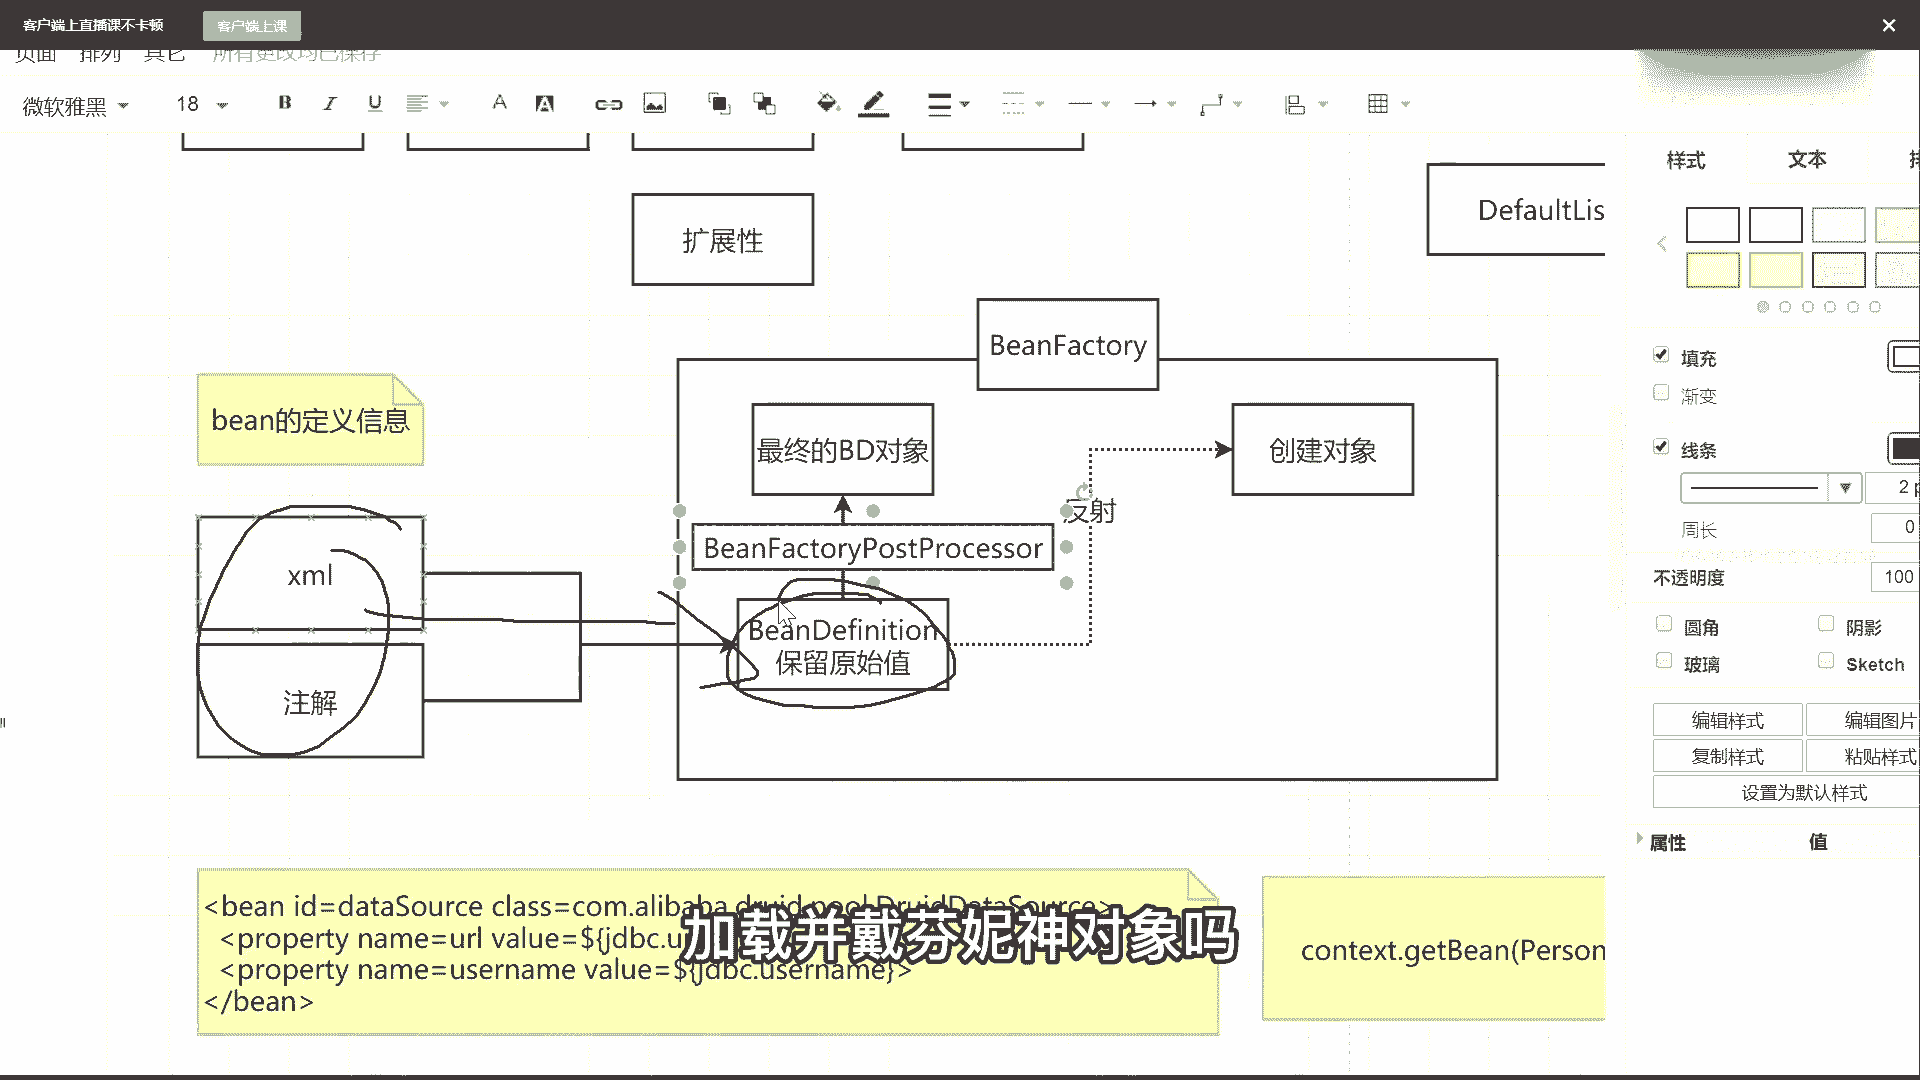 客户端上直播课不卡顿
客户端上课
页面 排列 其它 所有更改均已保存
微软雅黑 18 B I U A A
样式 文本
扩展性
DefaultLis
BeanFactory
填充
渐变
bean的定义信息
最终的BD对象
创建对象
线条
2 p
反射
周长 0
BeanFactoryPostProcessor
xml
不透明度 100
BeanDefinition
保留原始值
圆角 阴影
玻璃 Sketch
注解
编辑样式 编辑图片
复制样式 粘贴样式
设置为默认样式
属性 值
<bean id=dataSource class=com.alibaba.druid.pool.DruidDataSource>
<property name=url value=${jdbc.u
<property name=username value=${jdbc.username}>
</bean>
加载并戴芬妮神对象吗
context.getBean(Person